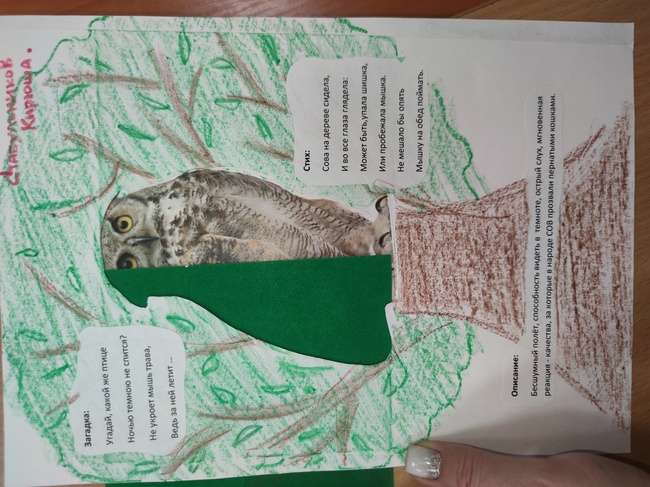 Загадка:
Угадай, какой же птице
Ночью темною не спится?
Не укроет мышь трава,
Ведь за ней летит ...
Стих:
Сова на дереве сидела,
И во все глаза глядела:
Может быть,упала шишка,
Или пробежала мышка.
Не мешало бы опять
Мышку на обед поймать.
Описание:
Бесшумный полёт, способность видеть в темноте, острый слух, мгновенная
реакция - качества, за которые в народе СОВ прозвали пернатыми кошками.
Кирюша.